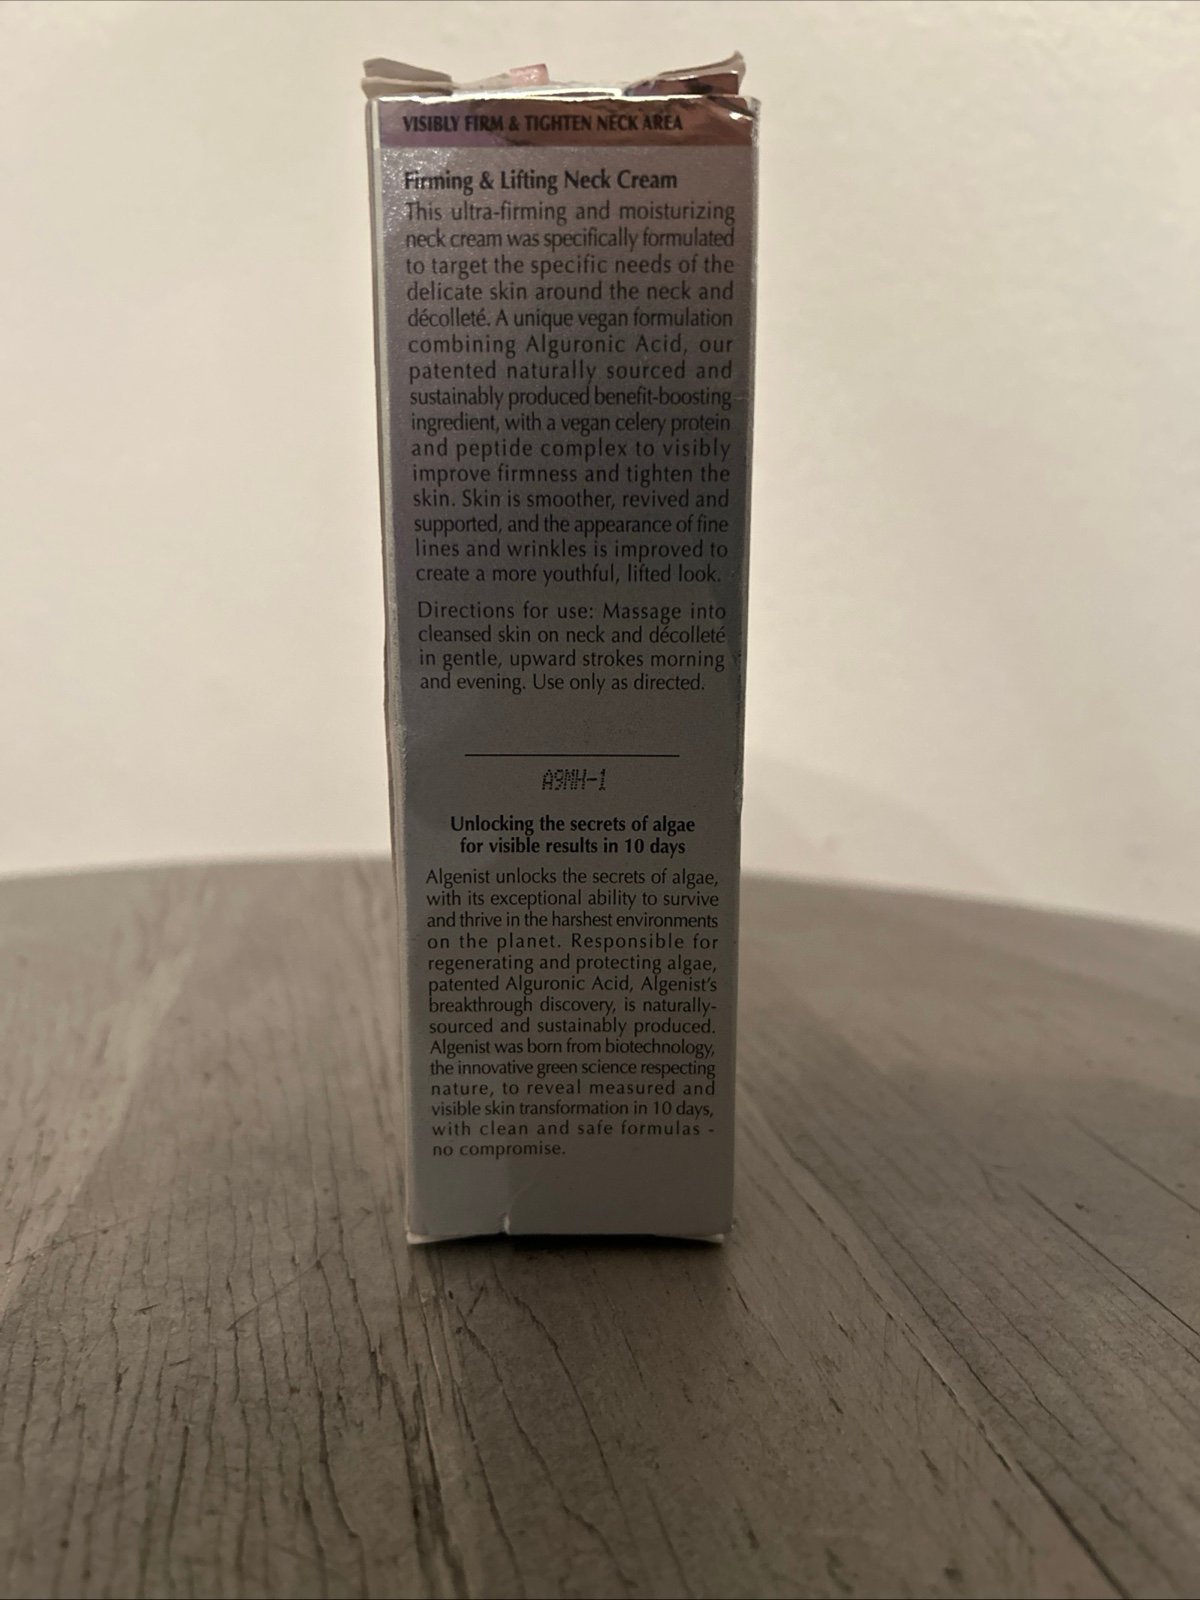 VISIBLY FIRM & TIGHTEN NECK AREA
Firming & Lifting Neck Cream
This ultra-firming and moisturizing
neck cream was specifically formulated
to target the specific needs of the
delicate skin around the neck and
décolleté. A unique vegan formulation
combining Alguronic Acid, our
patented naturally sourced and
sustainably produced benefit-boosting
ingredient, with a vegan celery protein
and peptide complex to visibly
improve firmness and tighten the
skin. Skin is smoother, revived and
supported, and the appearance of fine
lines and wrinkles is improved to
create a more youthful, lifted look.
Directions for use: Massage into
cleansed skin on neck and décolleté
in gentle, upward strokes morning
and evening. Use only as directed.
A9MH-1
Unlocking the secrets of algae
for visible results in 10 days
Algenist unlocks the secrets of algae,
with its exceptional ability to survive
and thrive in the harshest environments
on the planet. Responsible for
regenerating and protecting algae,
patented Alguronic Acid, Algenist's
breakthrough discovery, is naturally-
sourced and sustainably produced.
Algenist was born from biotechnology,
the innovative green science respecting
nature, to reveal measured and
visible skin transformation in 10 days,
with clean and safe formulas -
no compromise.